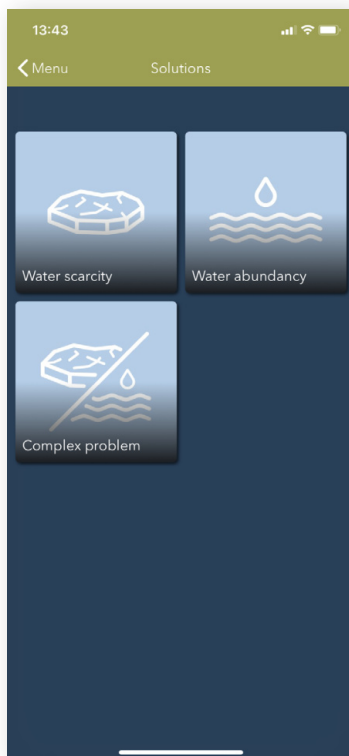 13:43
Menu
Solutions
Water scarcity
Water abundancy
Complex problem